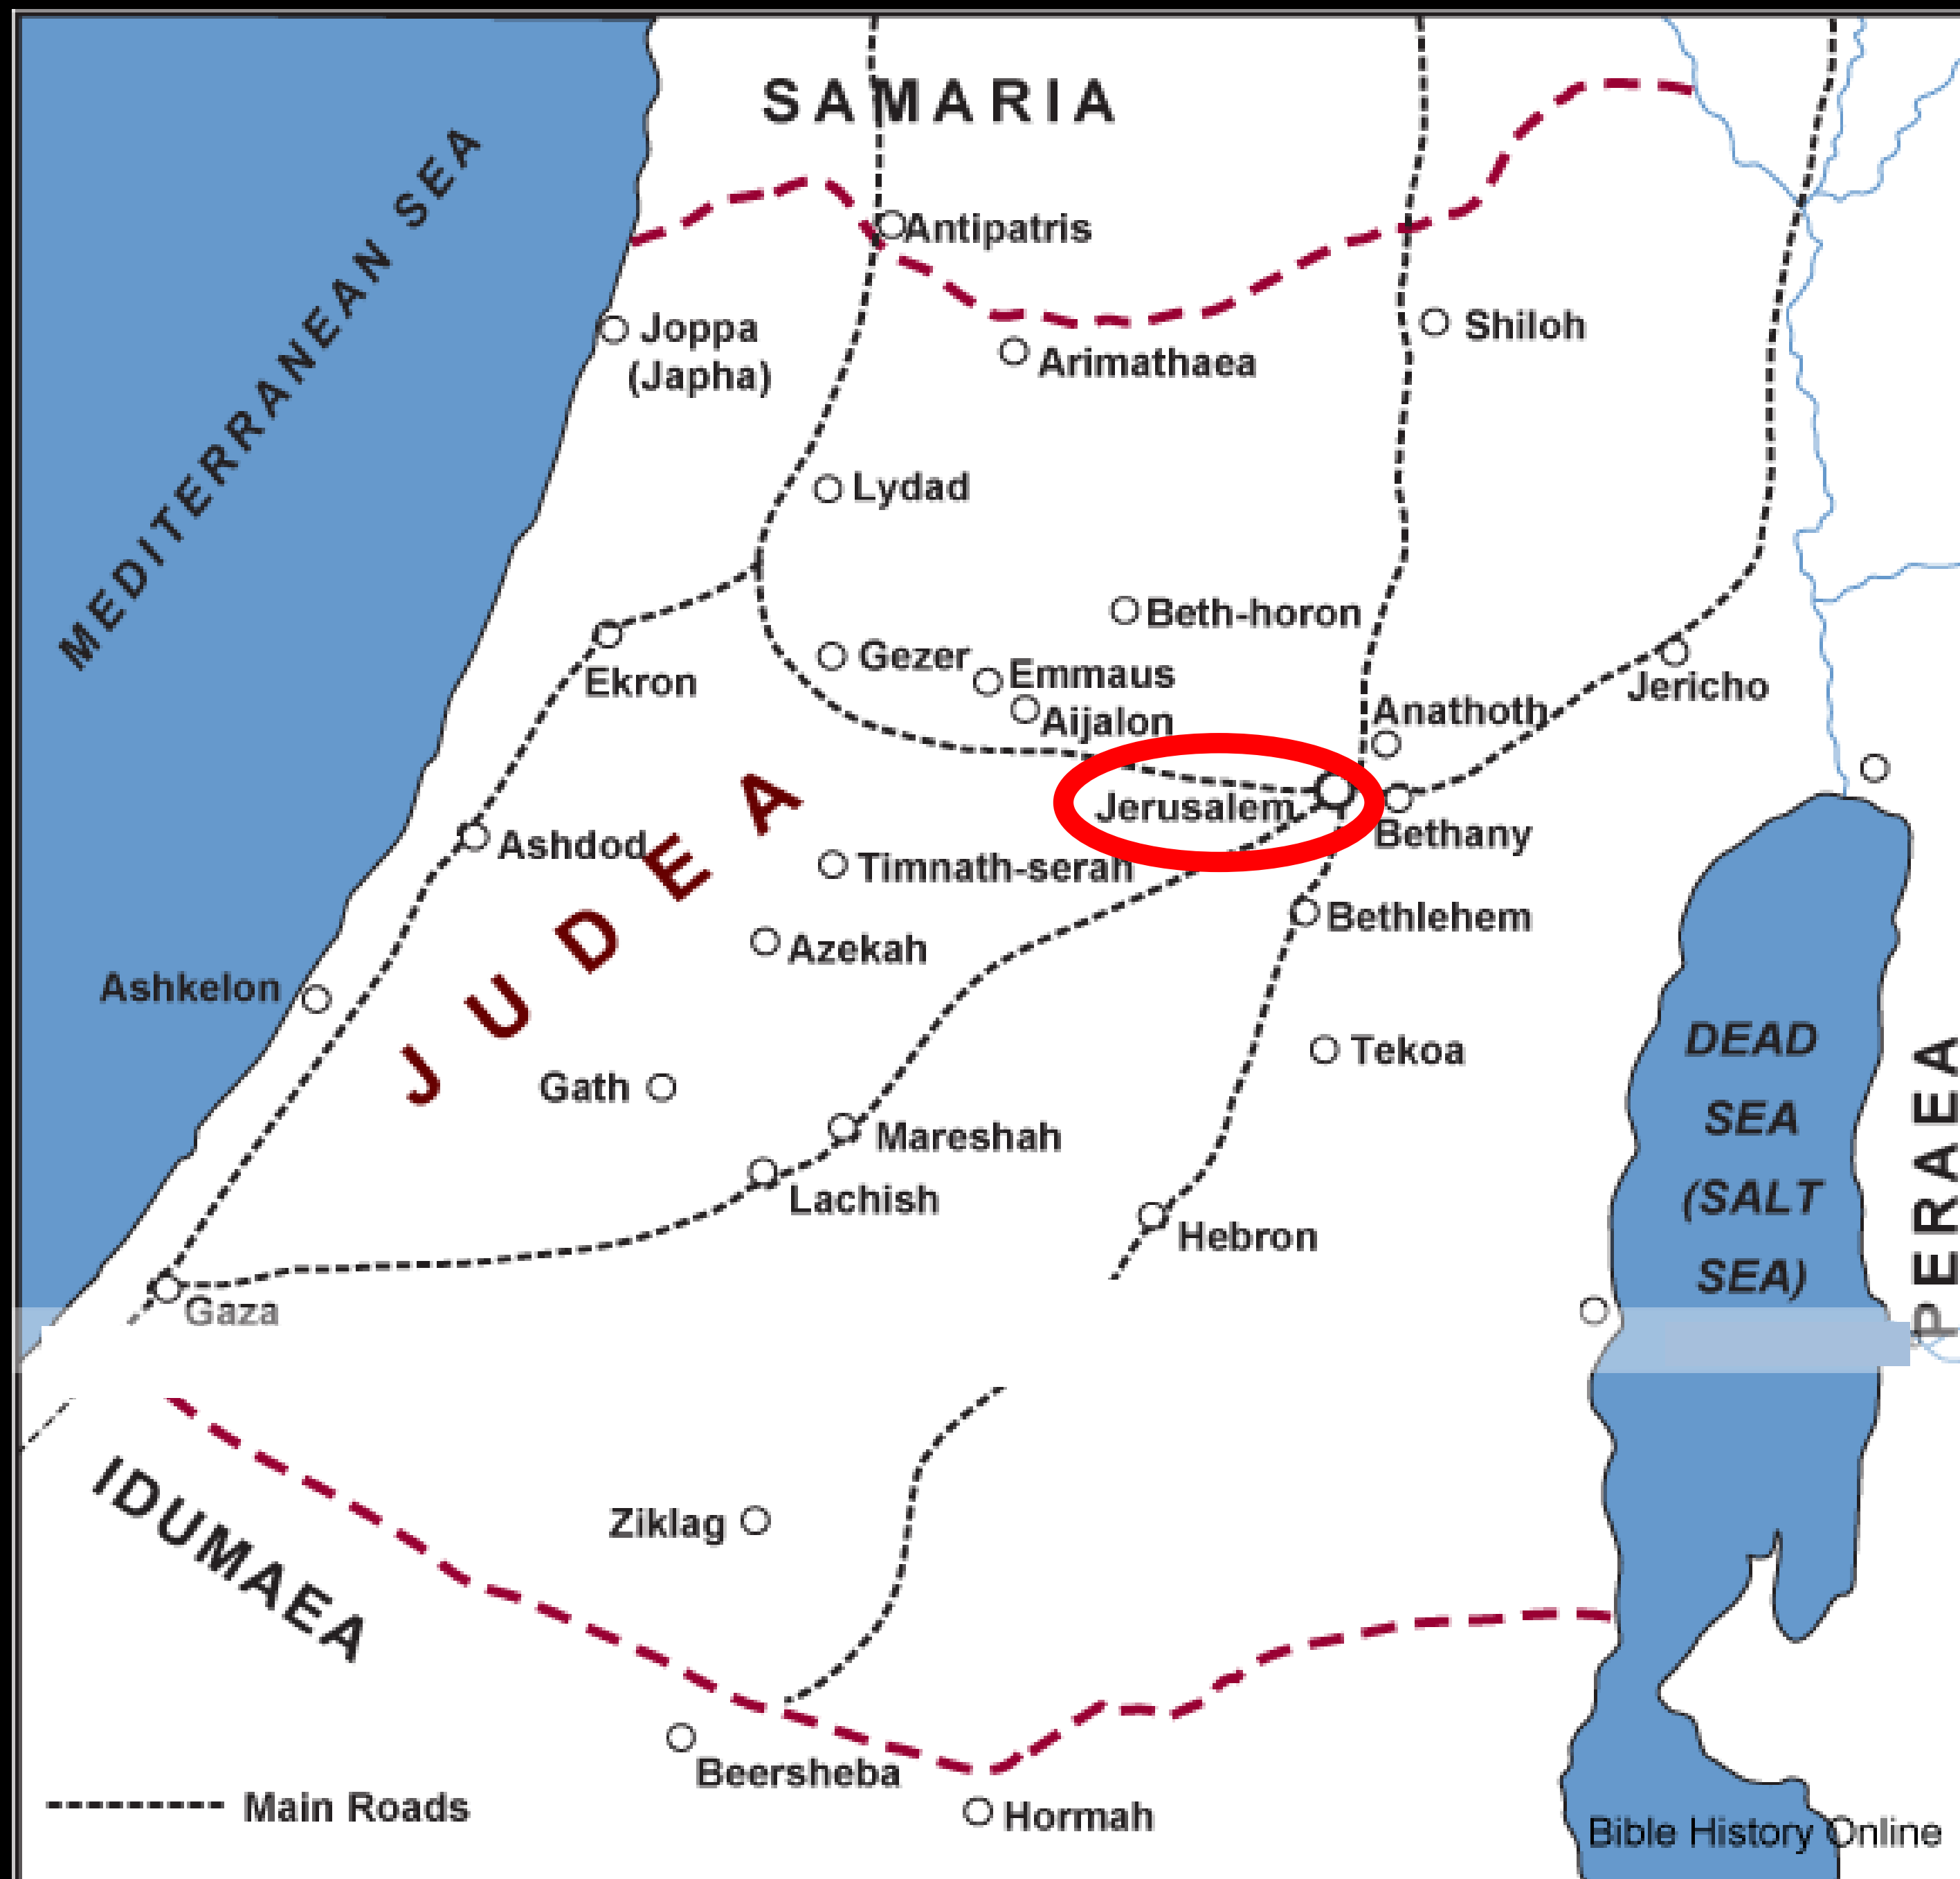 SAMARIA
MEDITERRANEAN SEA
Antipatris
Joppa
(Japha)
Shiloh
Arimathaea
Lydad
Beth-horon
Gezer
Emmaus
Ekron
Jericho
Aijalon
Anathoth
Jerusalem
Bethany
JUDEA
Ashdod
Timnath-serah
Bethlehem
Azekah
Ashkelon
Tekoa
DEAD
SEA
(SALT
SEA)
PERAEA
Gath
Mareshah
Lachish
Hebron
Gaza
IDUMAEA
Ziklag
Beersheba
Main Roads
Hormah
Bible History Online